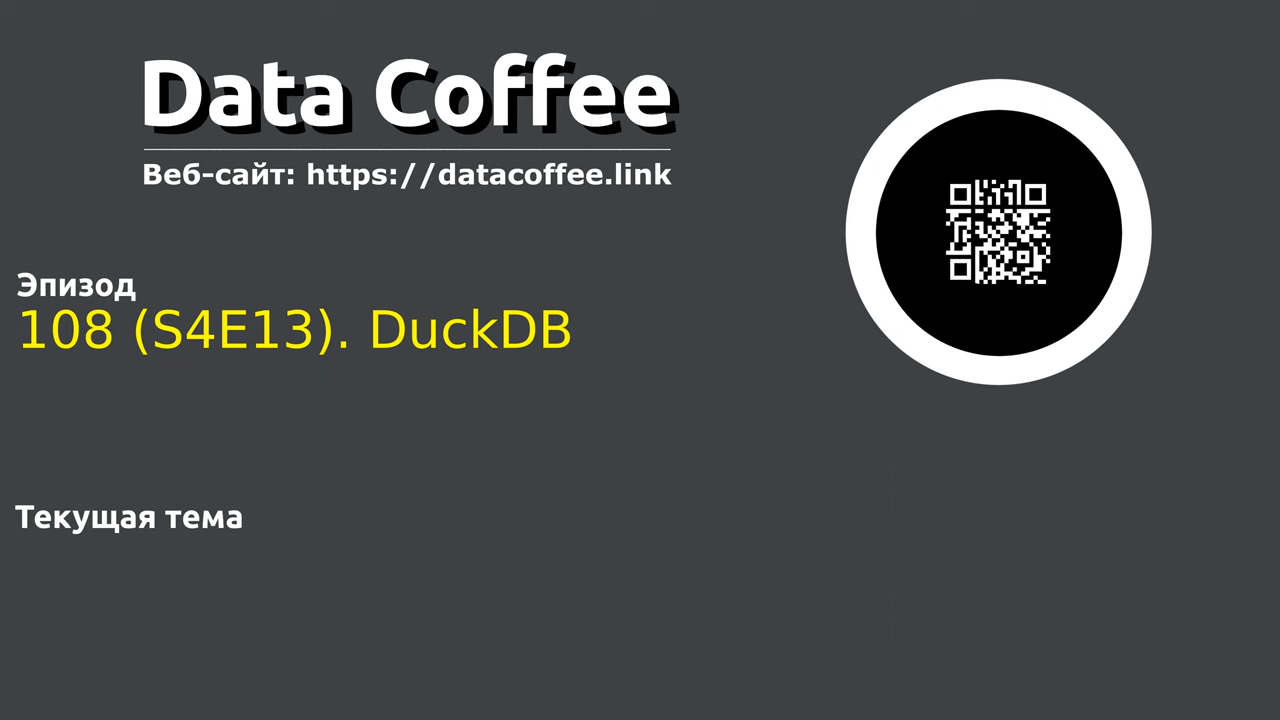 Data Coffee
Веб-сайт: https://datacoffee.link
Эпизод
108 (S4E13). DuckDB
Текущая тема